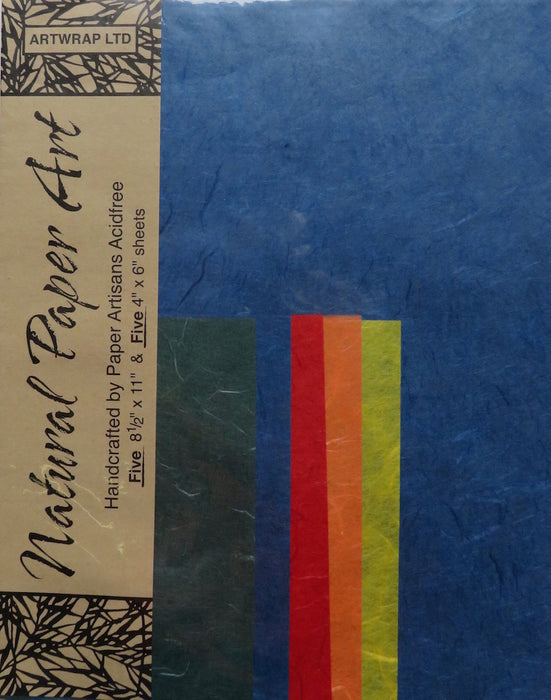 ARTWRAP LTD
Natural Paper Art
Handcrafted by Paper Artisans Acidfree
Five 8½" x 11" & Five 4" x 6" sheets